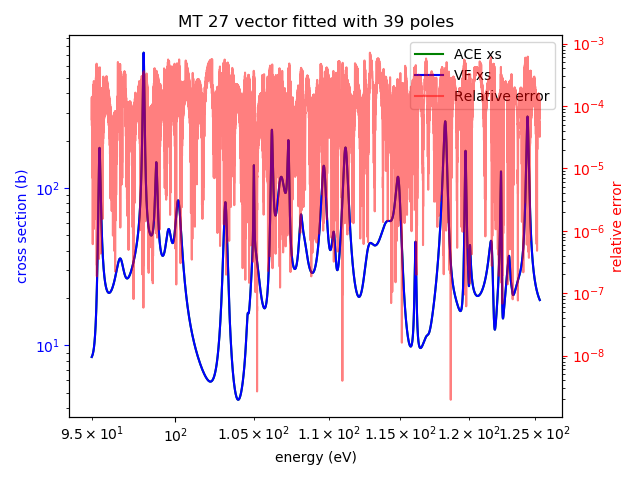 MT 27 vector fitted with 39 poles
ACE xs
VF xs
Relative error
cross section (b)
10²
10¹
relative error
10⁻³
10⁻⁴
10⁻⁵
10⁻⁶
10⁻⁷
10⁻⁸
9.5 × 10¹ 10² 1.05 × 10² 1.1 × 10² 1.15 × 10² 1.2 × 10² 1.25 × 10²
energy (eV)